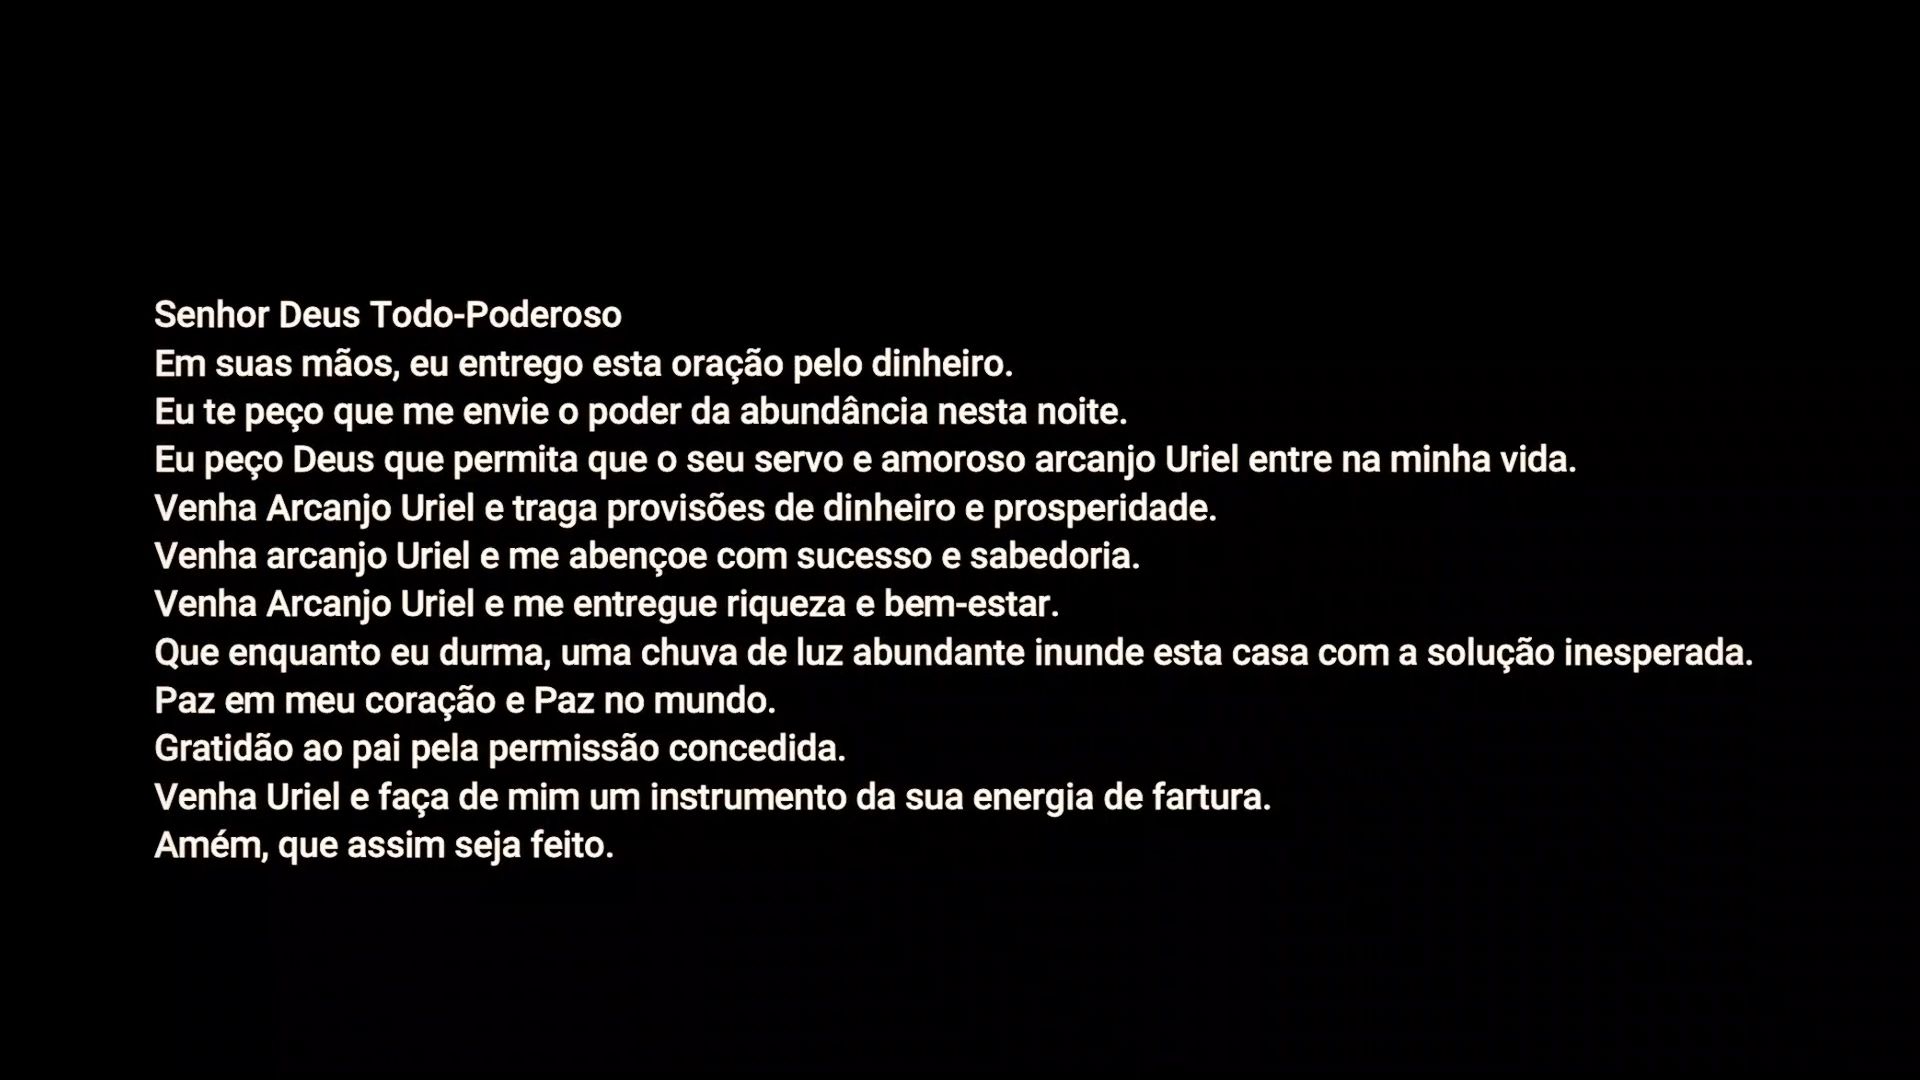 Senhor Deus Todo-Poderoso
Em suas mãos, eu entrego esta oração pelo dinheiro.
Eu te peço que me envie o poder da abundância nesta noite.
Eu peço Deus que permita que o seu servo e amoroso arcanjo Uriel entre na minha vida.
Venha Arcanjo Uriel e traga provisões de dinheiro e prosperidade.
Venha arcanjo Uriel e me abençoe com sucesso e sabedoria.
Venha Arcanjo Uriel e me entregue riqueza e bem-estar.
Que enquanto eu durma, uma chuva de luz abundante inunde esta casa com a solução inesperada.
Paz em meu coração e Paz no mundo.
Gratidão ao pai pela permissão concedida.
Venha Uriel e faça de mim um instrumento da sua energia de fartura.
Amém, que assim seja feito.